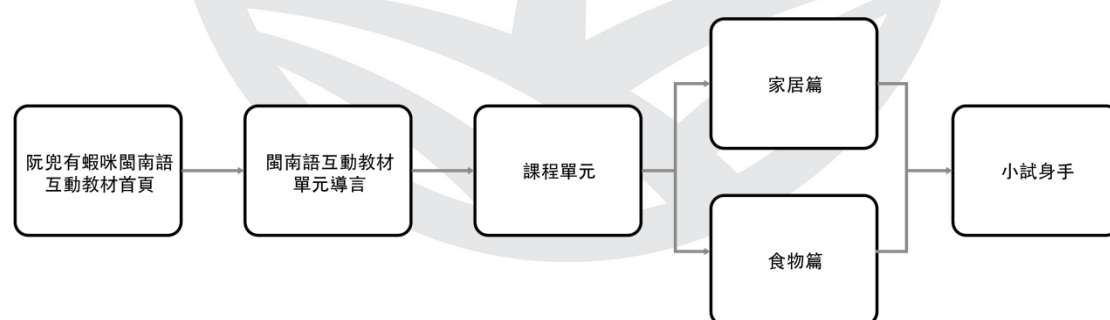 阮兜有蝦咪閩南語
互動教材首頁
閩南語互動教材
單元導言
課程單元
家居篇
食物篇
小試身手